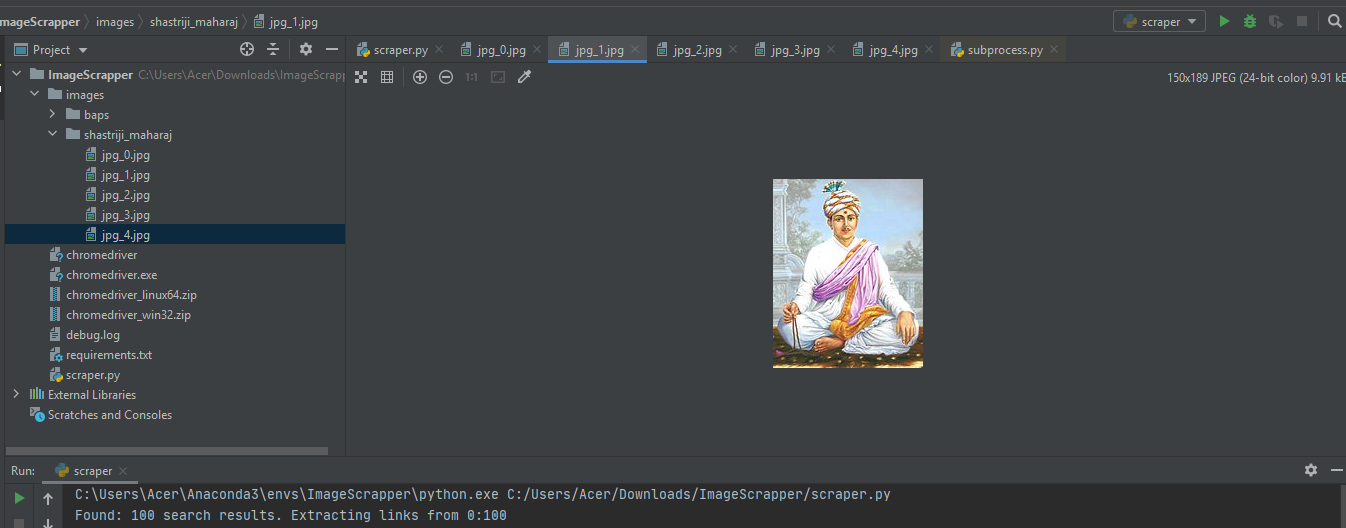 mageScrapper images shastriji_maharaj jpg_1.jpg scraper
Project scraper.py jpg_0.jpg jpg_1.jpg jpg_2.jpg jpg_3.jpg jpg_4.jpg subprocess.py
1:1 150x189 JPEG (24-bit color) 9.91 kB
ImageScrapper C:\Users\Acer\Downloads\ImageScrapp
images
baps
shastriji_maharaj
jpg_0.jpg
jpg_1.jpg
jpg_2.jpg
jpg_3.jpg
jpg_4.jpg
chromedriver
chromedriver.exe
chromedriver_linux64.zip
chromedriver_win32.zip
debug.log
requirements.txt
scraper.py
External Libraries
Scratches and Consoles
Run: scraper
C:\Users\Acer\Anaconda3\envs\ImageScrapper\python.exe C:/Users/Acer/Downloads/ImageScrapper/scraper.py
Found: 100 search results. Extracting links from 0:100